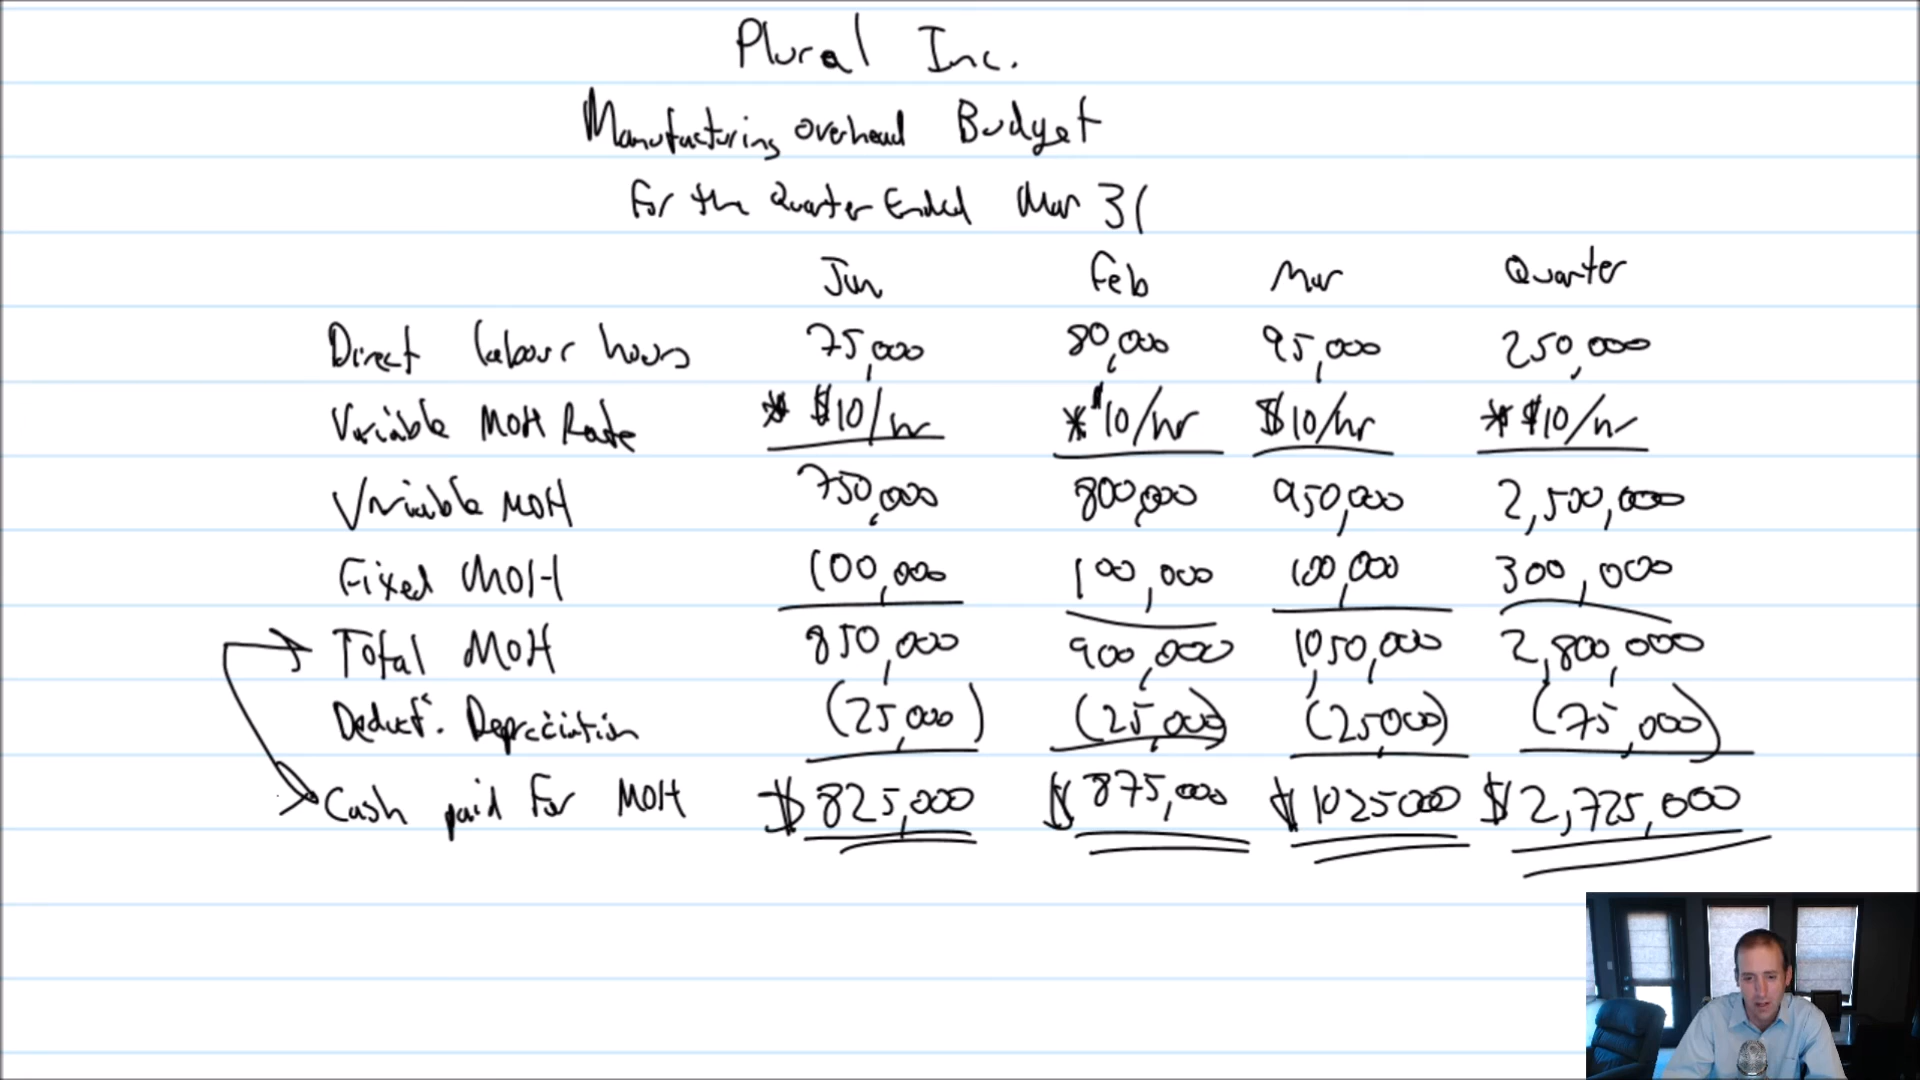 Plural Inc.
Manufacturing overhead Budget
For the Quarter Ended Mar 31
Jan Feb Mar Quarter
Direct labour hours 75,000 80,000 95,000 250,000
Variable MOH Rate * $10/hr * $10/hr $10/hr * $10/hr
Variable MOH 750,000 800,000 950,000 2,500,000
Fixed MOH 100,000 100,000 100,000 300,000
Total MOH 850,000 900,000 1,050,000 2,800,000
Deduct: Depreciation (25,000) (25,000) (25,000) (75,000)
Cash paid for MOH $825,000 $875,000 $1025000 $2,725,000